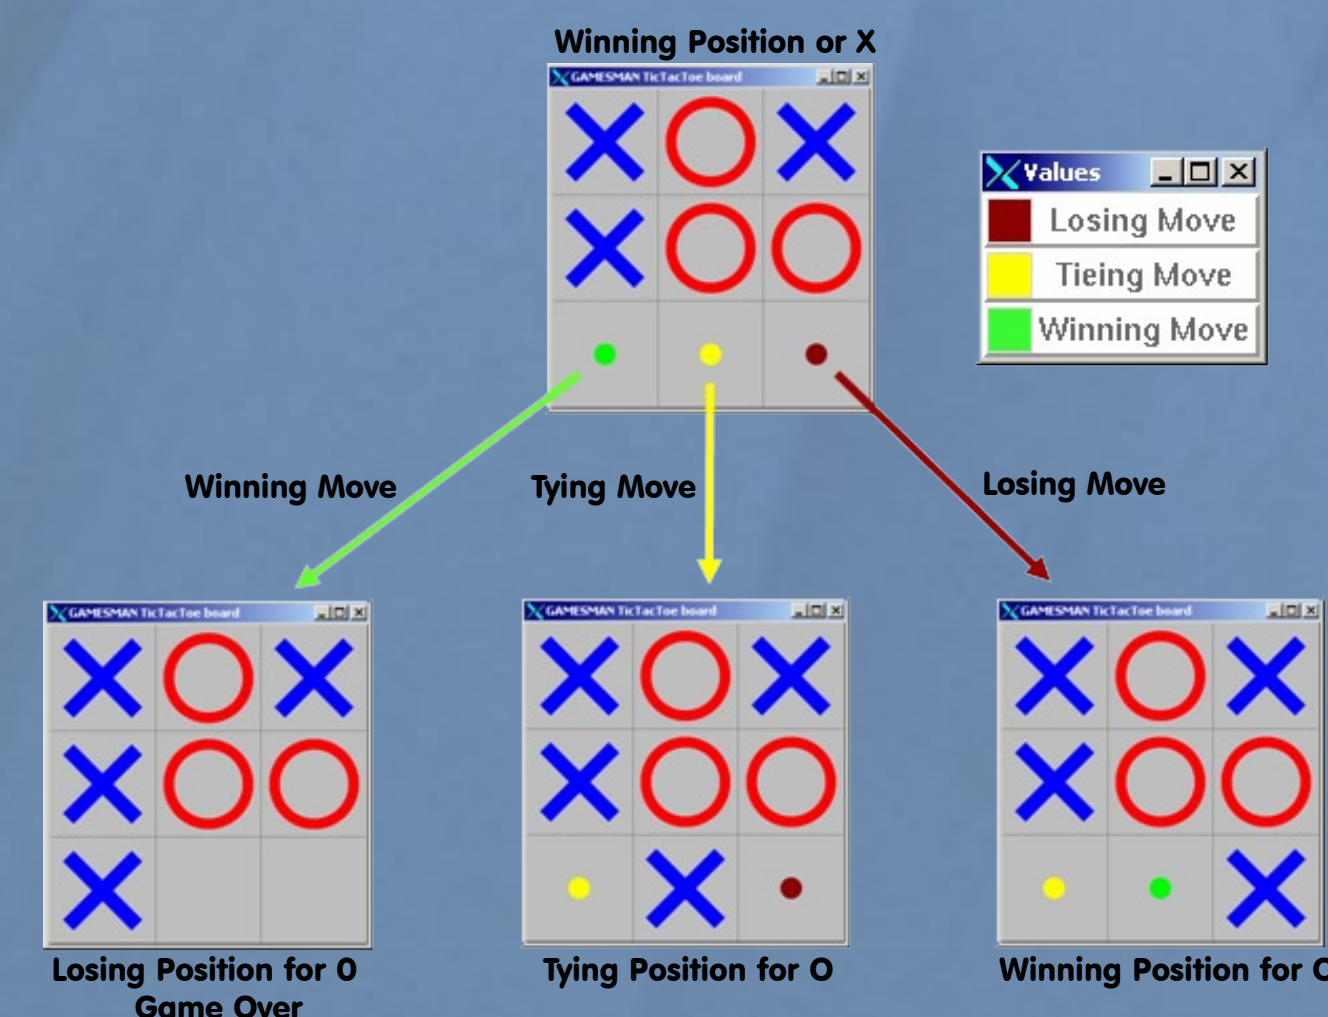 Winning Position or X
GAMESMAN TicTacToe board
Values
Losing Move
Tieing Move
Winning Move
Winning Move
Tying Move
Losing Move
GAMESMAN TicTacToe board
GAMESMAN TicTacToe board
GAMESMAN TicTacToe board
Losing Position for 0
Game Over
Tying Position for O
Winning Position for O